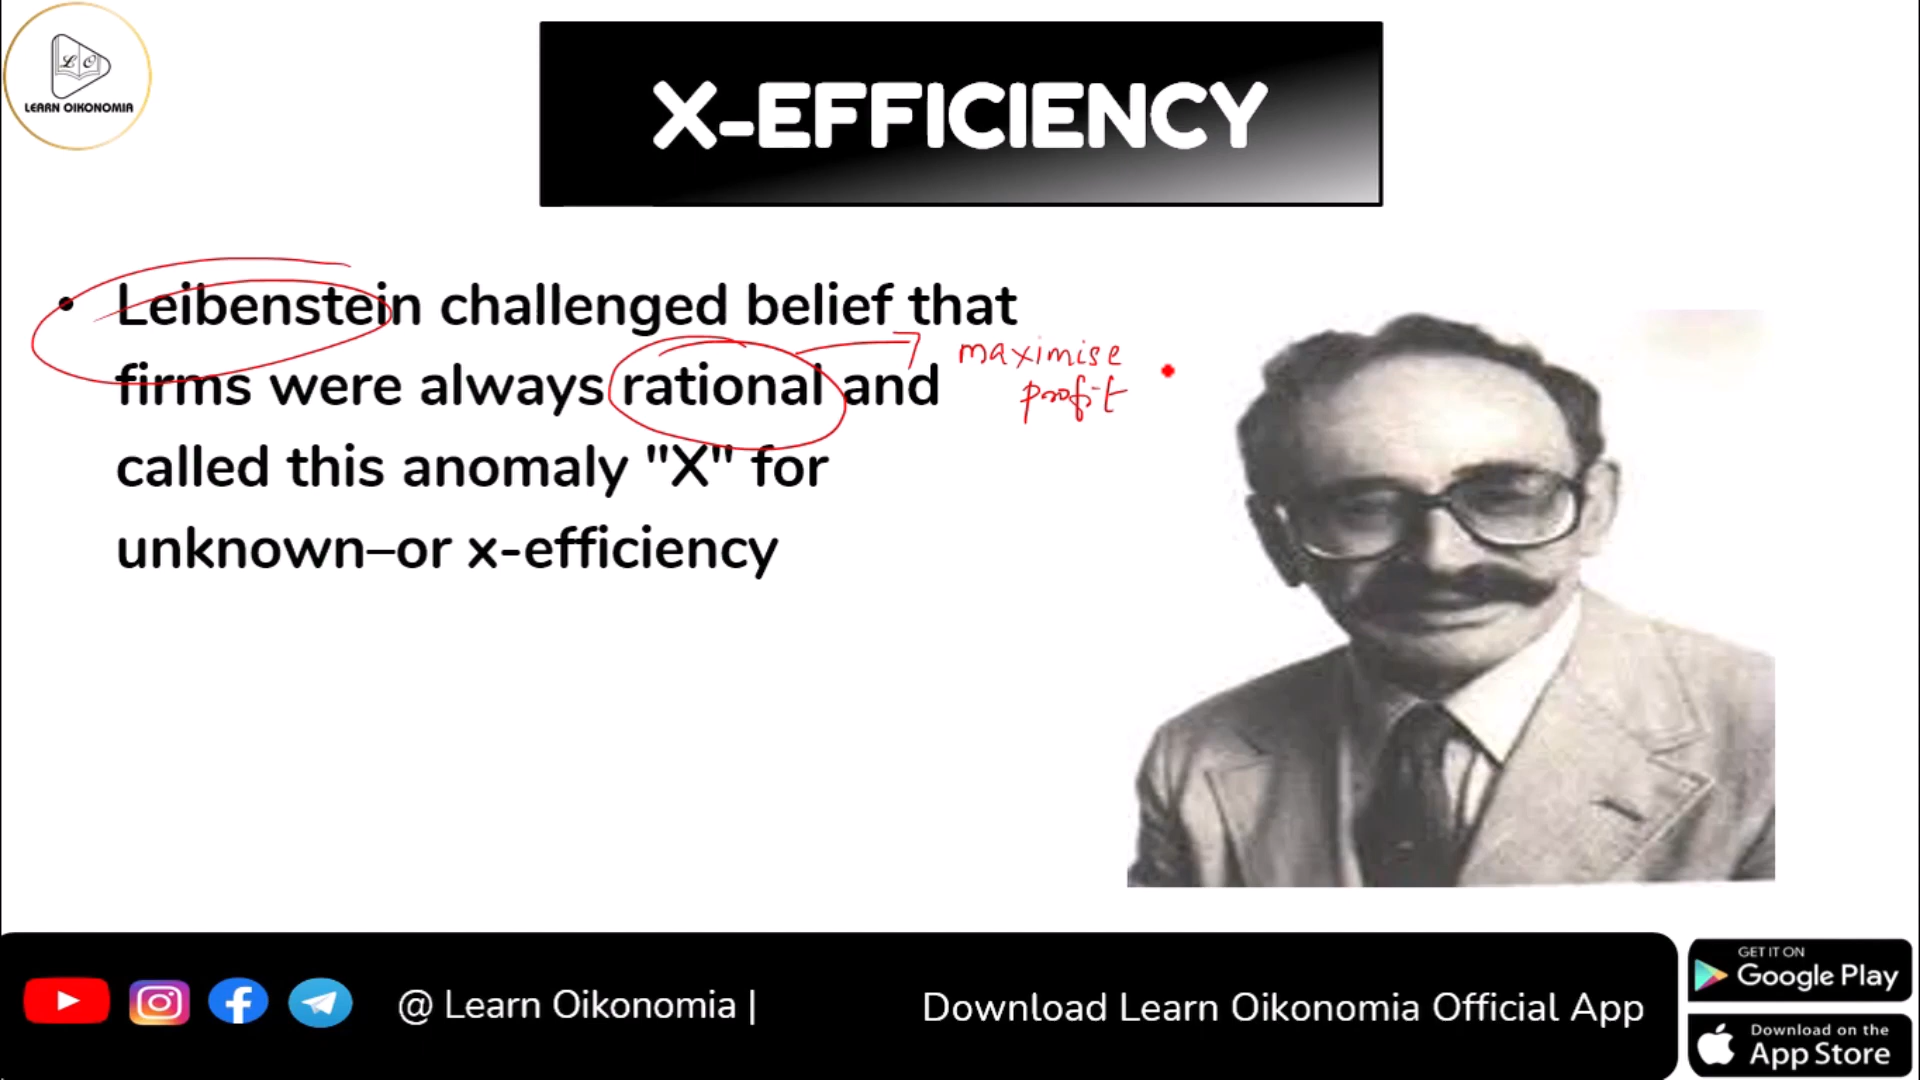 L O
LEARN OIKONOMIA
X-EFFICIENCY
• Leibenstein challenged belief that
firms were always rational and
called this anomaly "X" for
unknown–or x-efficiency
maximise
profit
@ Learn Oikonomia |
Download Learn Oikonomia Official App
GET IT ON
Google Play
Download on the
App Store